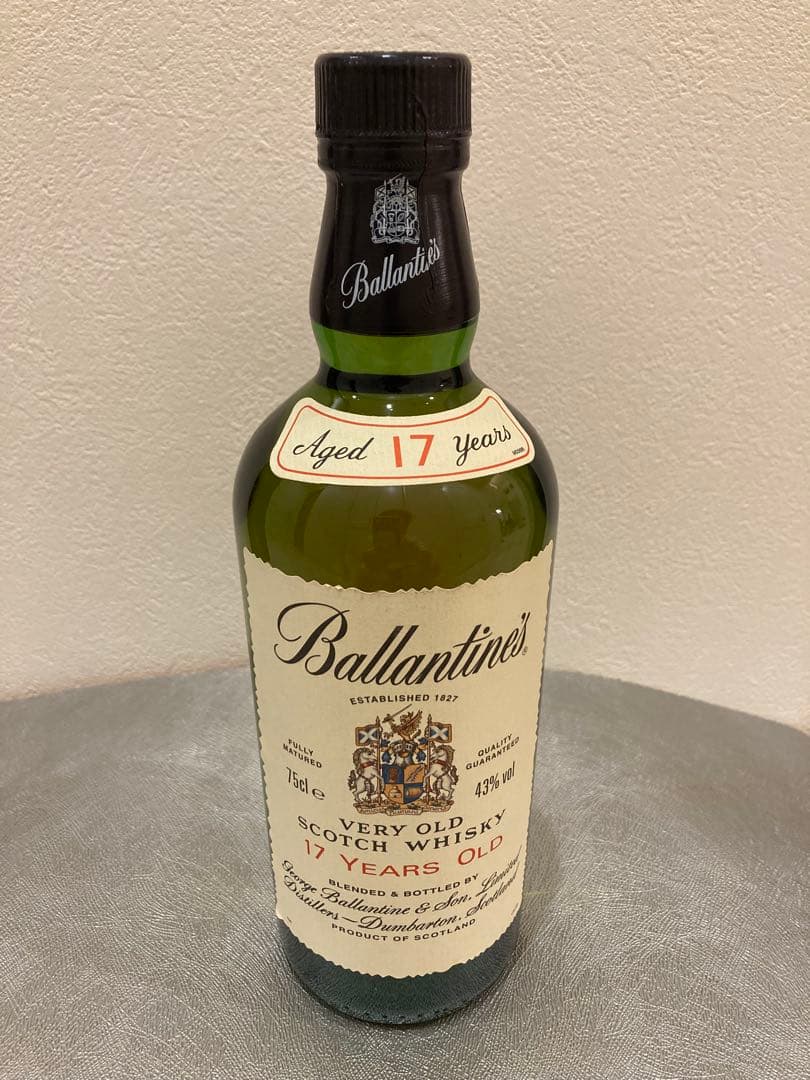 Ballantine's
Aged 17 Years
Ballantine's®
ESTABLISHED 1827
FULLY MATURED
QUALITY GUARANTEED
75cl e
43% vol
VERY OLD
SCOTCH WHISKY
17 YEARS OLD
BLENDED & BOTTLED BY
George Ballantine & Son, Limited
Distillers — Dumbarton, Scotland
PRODUCT OF SCOTLAND